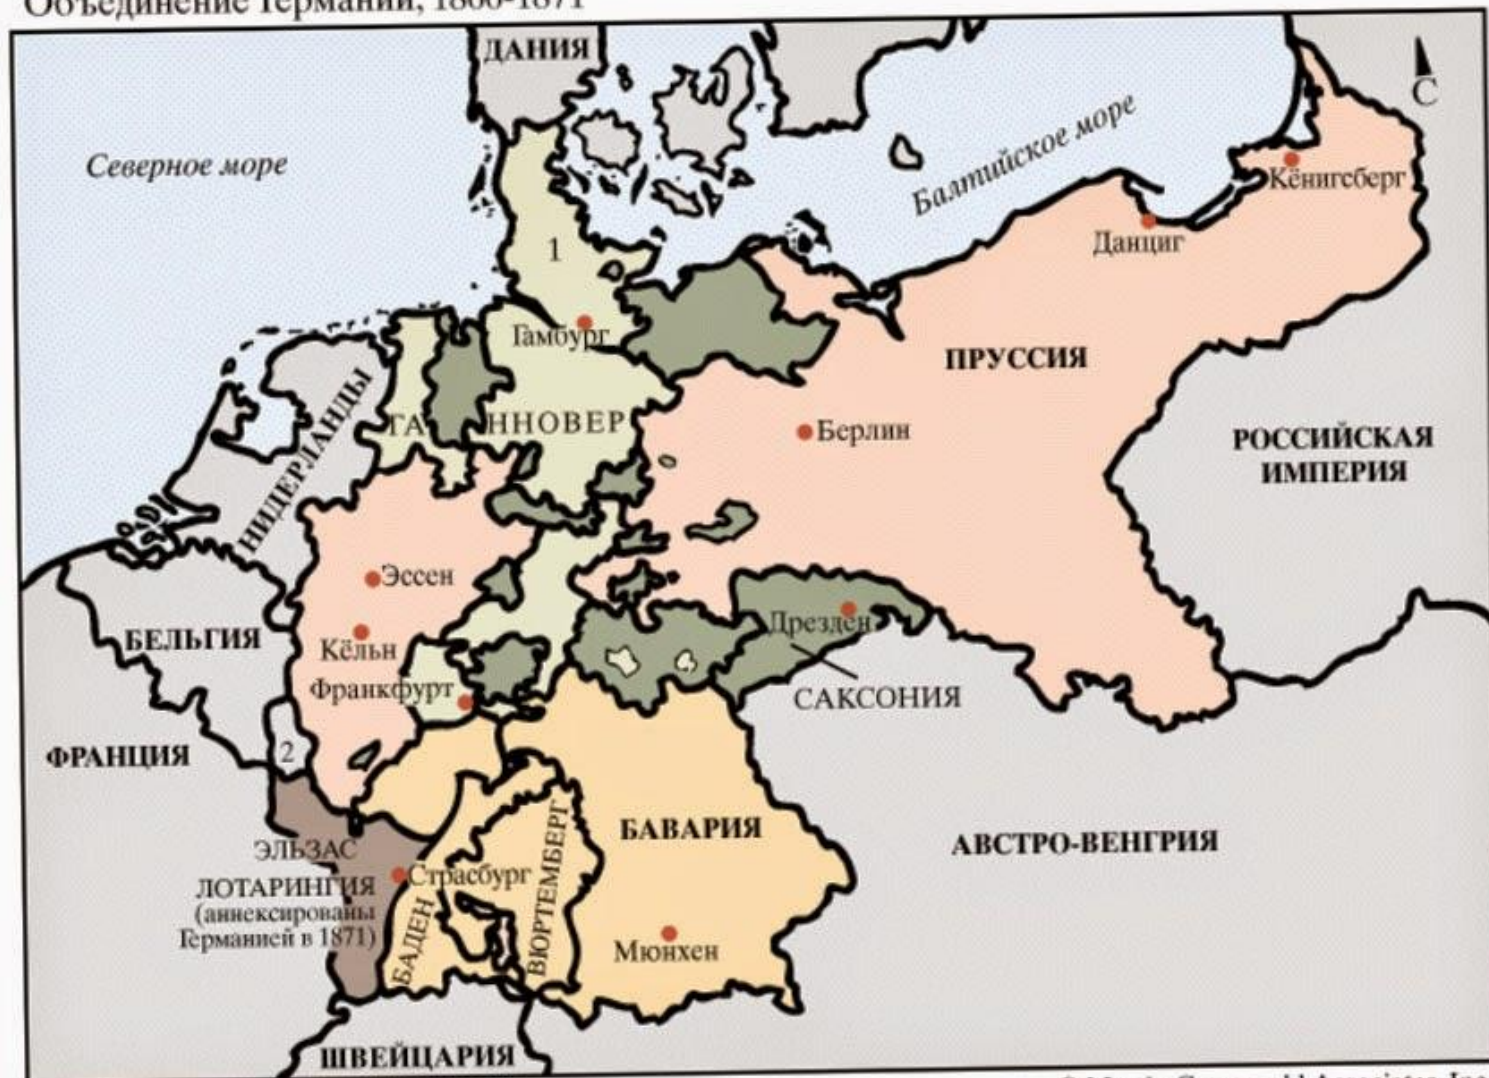 Объединение Германии, 1866-1871
ДАНИЯ
С
Северное море
Балтийское море
Кёнигсберг
Данциг
1
Гамбург
ПРУССИЯ
НИДЕРЛАНДЫ
ГАННОВЕР
Берлин
РОССИЙСКАЯ
ИМПЕРИЯ
Эссен
БЕЛЬГИЯ
Кёльн
Дрезден
Франкфурт
САКСОНИЯ
ФРАНЦИЯ
2
БАВАРИЯ
АВСТРО-ВЕНГРИЯ
ЭЛЬЗАС
ЛОТАРИНГИЯ
(аннексированы
Германией в 1871)
Страсбург
БАДЕН
ВЮРТЕМБЕРГ
Мюнхен
ШВЕЙЦАРИЯ